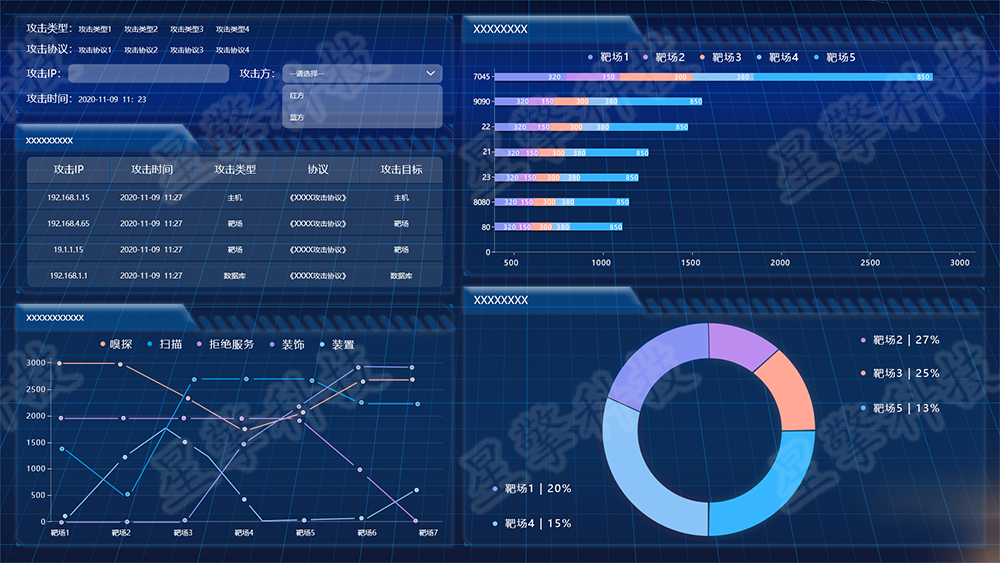 攻击类型: 攻击类型1 攻击类型2 攻击类型3 攻击类型4
攻击协议: 攻击协议1 攻击协议2 攻击协议3 攻击协议4
攻击IP: 攻击方: ---请选择---
红方
攻击时间: 2020-11-09 11: 23
蓝方
XXXXXXXXX
攻击IP 攻击时间 攻击类型 协议 攻击目标
192.168.1.15 2020-11-09 11:27 主机 《XXXX攻击协议》 主机
192.168.4.65 2020-11-09 11:27 靶场 《XXXX攻击协议》 靶场
19.1.1.15 2020-11-09 11:27 靶场 《XXXX攻击协议》 靶场
192.168.1.1 2020-11-09 11:27 数据库 《XXXX攻击协议》 数据库
XXXXXXXXXXX
嗅探 扫描 拒绝服务 装饰 装置
3000
2500
2000
1500
1000
500
0
靶场1 靶场2 靶场3 靶场4 靶场5 靶场6 靶场7
XXXXXXXX
靶场1 靶场2 靶场3 靶场4 靶场5
7045 320 150 300 380 850
9090 320 150 300 380 850
22 320 150 300 380 850
21 320 150 300 380 850
23 320 150 300 380 850
8080 320 150 300 380 850
80 320 150 300 380 850
0
500 1000 1500 2000 2500 3000
XXXXXXXX
靶场2 | 27%
靶场3 | 25%
靶场5 | 13%
靶场1 | 20%
靶场4 | 15%
星擎科技